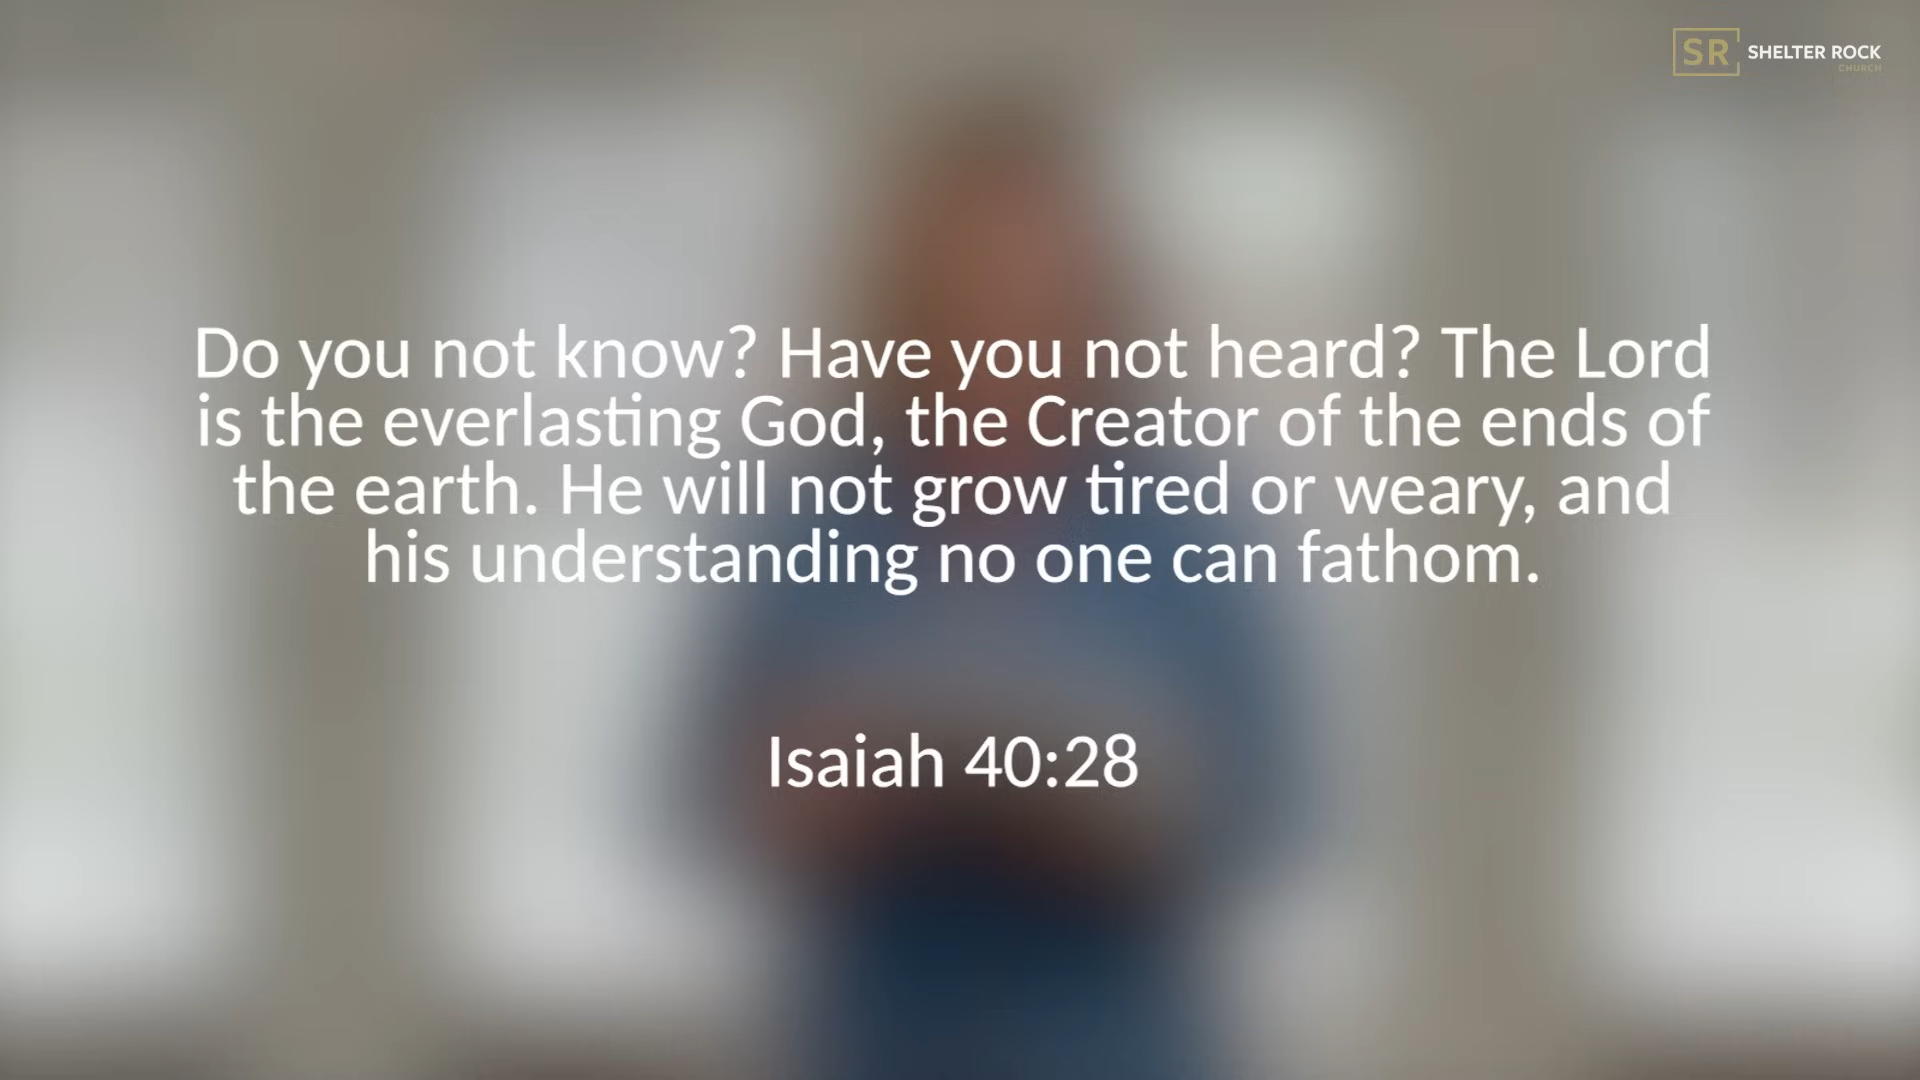 SR SHELTER ROCK
CHURCH
Do you not know? Have you not heard? The Lord
is the everlasting God, the Creator of the ends of
the earth. He will not grow tired or weary, and
his understanding no one can fathom.
Isaiah 40:28